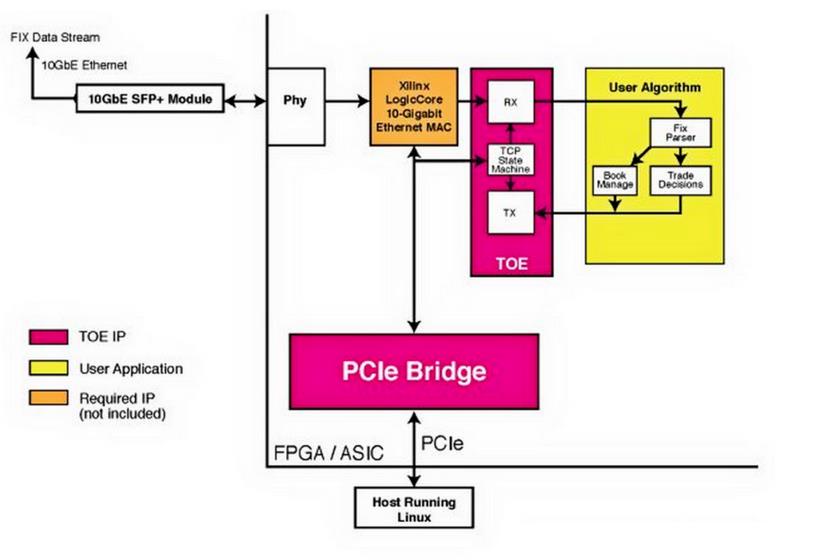 FIX Data Stream
10GbE Ethernet
10GbE SFP+ Module
Phy
Xilinx
LogicCore
10-Gigabit
Ethernet MAC
RX
TCP
State
Machine
TX
TOE
User Algorithm
Fix
Parser
Book
Manage
Trade
Decisions
TOE IP
User Application
Required IP
(not included)
PCIe Bridge
FPGA / ASIC
PCIe
Host Running
Linux